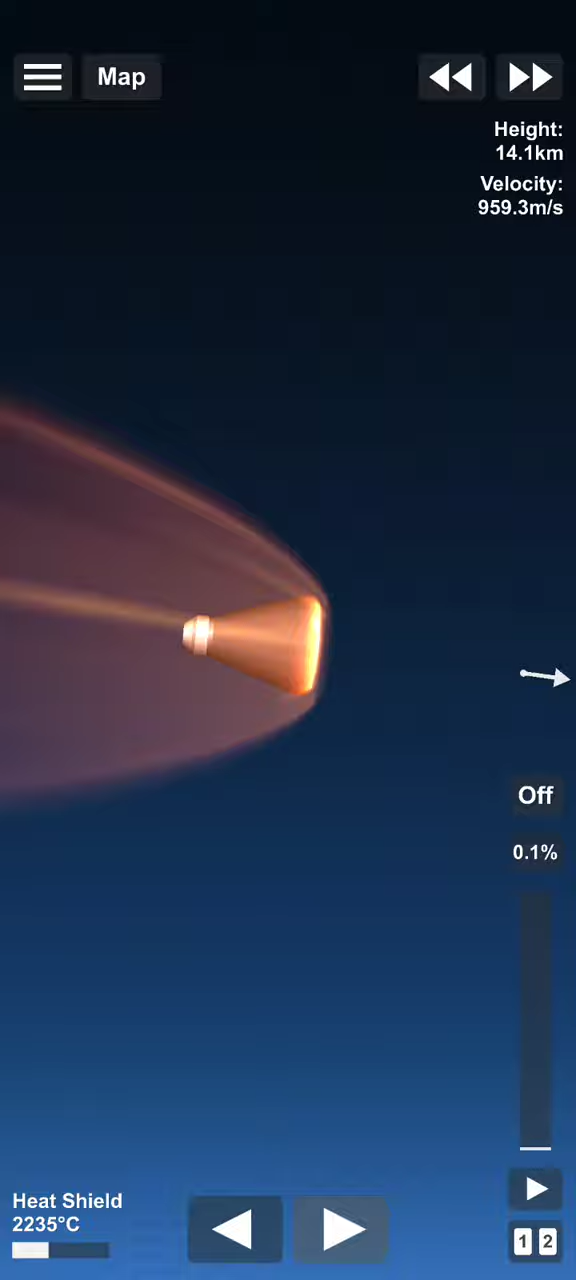 Map
Height:
14.1km
Velocity:
959.3m/s
Off
0.1%
Heat Shield
2235°C
1 2